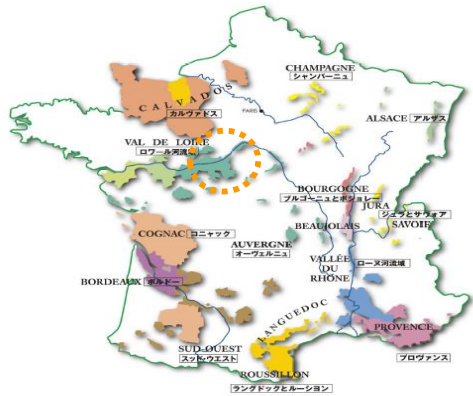 CHAMPAGNE
シャンパーニュ
CALVADOS
カルヴァドス
PARIS
ALSACE アルザス
VAL DE LOIRE
ロワール河流域
BOURGOGNE
ブルゴーニュとボジョレー
JURA
ジュラとサヴォア
SAVOIE
BEAUJOLAIS
COGNAC コニャック
AUVERGNE
オーヴェルニュ
VALLÉE
DU
RHÔNE
ローヌ河流域
BORDEAUX ボルドー
LANGUEDOC
PROVENCE
プロヴァンス
SUD-OUEST
スッド・ウエスト
ROUSSILLON
ラングドックとルーション